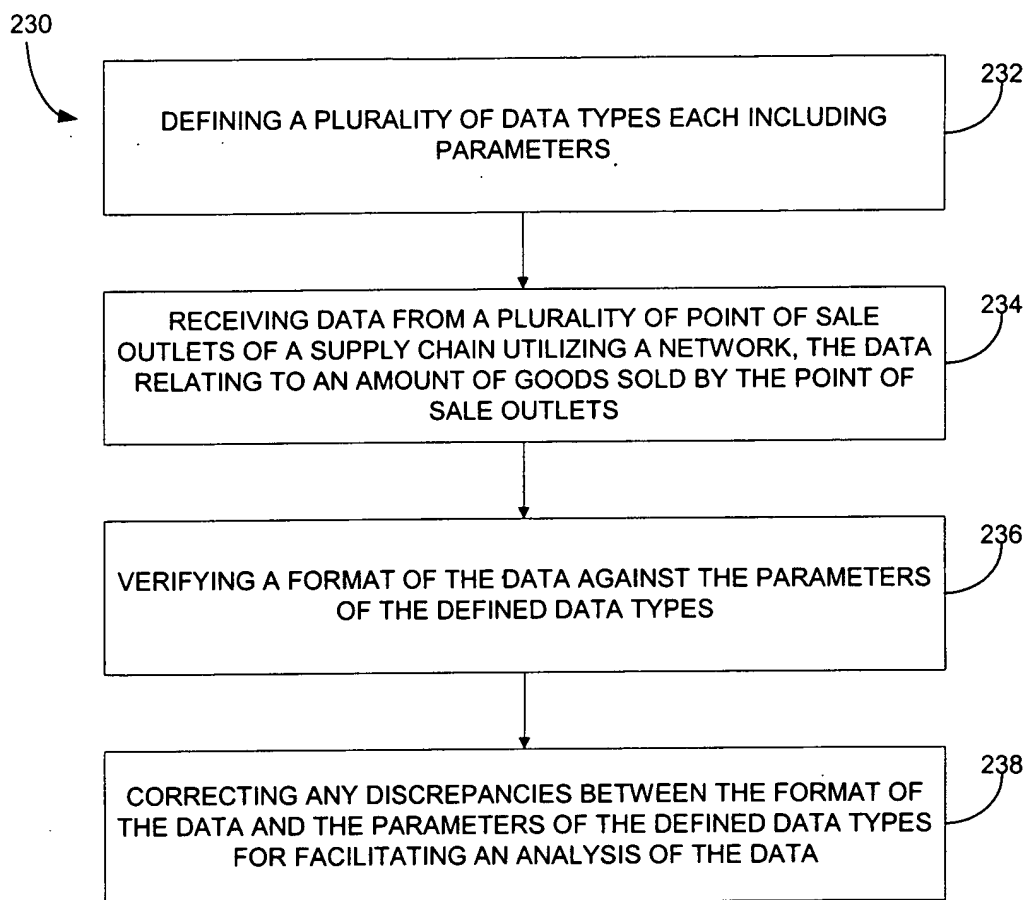 230
232
DEFINING A PLURALITY OF DATA TYPES EACH INCLUDING
PARAMETERS
234
RECEIVING DATA FROM A PLURALITY OF POINT OF SALE
OUTLETS OF A SUPPLY CHAIN UTILIZING A NETWORK, THE DATA
RELATING TO AN AMOUNT OF GOODS SOLD BY THE POINT OF
SALE OUTLETS
236
VERIFYING A FORMAT OF THE DATA AGAINST THE PARAMETERS
OF THE DEFINED DATA TYPES
238
CORRECTING ANY DISCREPANCIES BETWEEN THE FORMAT OF
THE DATA AND THE PARAMETERS OF THE DEFINED DATA TYPES
FOR FACILITATING AN ANALYSIS OF THE DATA